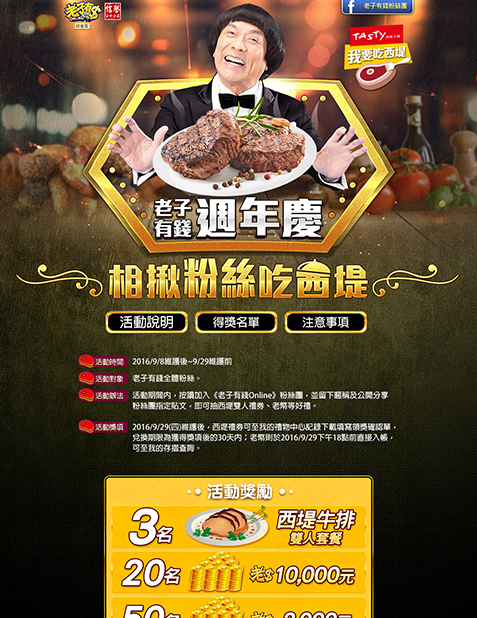 老子有錢
信譽
老子有錢粉絲團
TASTY 西堤牛排
我要吃西堤
老子
有錢 週年慶
相揪粉絲吃西堤
活動說明 得獎名單 注意事項
活動時間 2016/9/8維護後~9/29維護前
活動對象 老子有錢全體粉絲。
活動辦法 活動期間內，按讚加入《老子有錢Online》粉絲團，並留下暱稱及公開分享
粉絲團指定貼文，即可抽西堤雙人禮券、老幣等好禮。
活動獎項 2016/9/29(四)維護後，西堤禮券可至我的禮物中心紀錄下載填寫領獎確認單，
兌換期限為獲得獎項後的30天內；老幣則於2016/9/29下午18點前直接入帳，
可至我的存摺查詢。
活動獎勵
3名 西堤牛排
雙人套餐
20名 老幣10,000元
50名